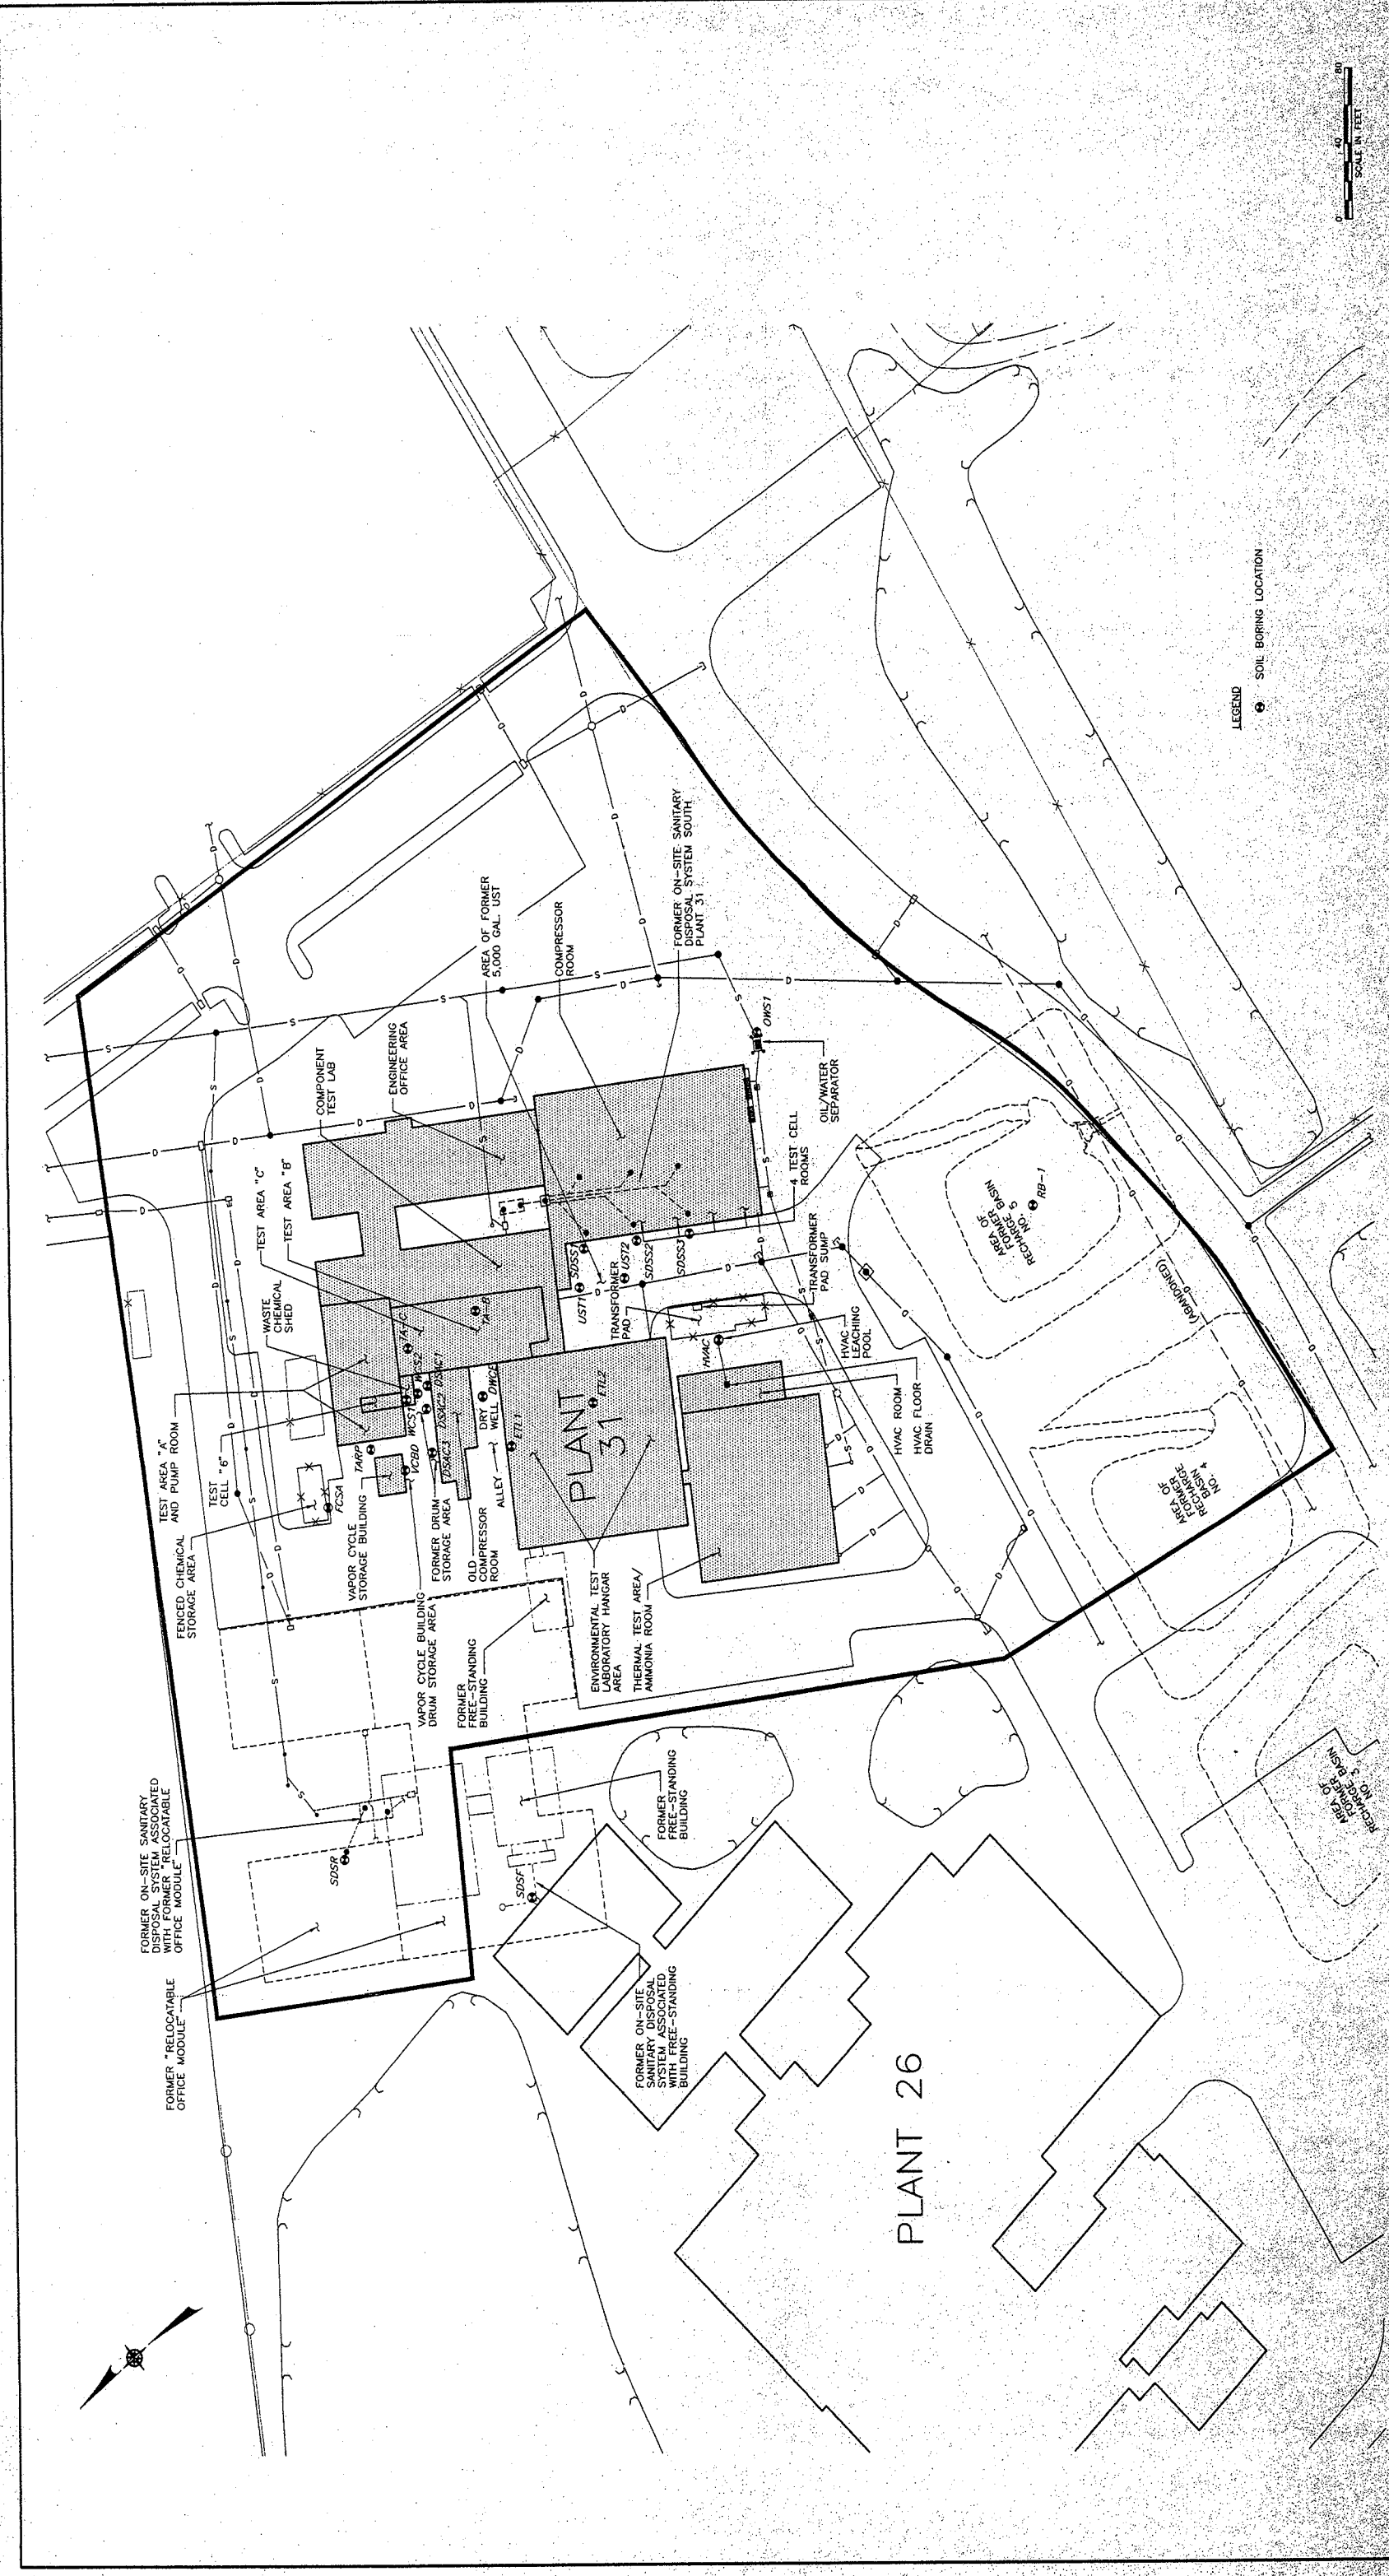 FORMER "RELOCATABLE
OFFICE MODULE"
FORMER ON-SITE SANITARY
DISPOSAL SYSTEM ASSOCIATED
WITH FORMER "RELOCATABLE
OFFICE MODULE"
FENCED CHEMICAL
STORAGE AREA
TEST AREA "A"
AND PUMP ROOM
TEST
CELL "6"
WASTE
CHEMICAL
SHED
TEST AREA "C"
TEST AREA "B"
COMPONENT
TEST LAB
ENGINEERING
OFFICE AREA
AREA OF FORMER
5,000 GAL. UST
COMPRESSOR
ROOM
FORMER ON-SITE SANITARY
DISPOSAL SYSTEM SOUTH
PLANT 31
SDSR
FCSA
TARP
VAPOR CYCLE
STORAGE BUILDING
VCBD
WCS1
WCS2
TA-C
TA-B
VAPOR CYCLE BUILDING
DRUM STORAGE AREA
FORMER DRUM
STORAGE AREA
DSAC3
DSAC2
DSAC1
OLD
COMPRESSOR
ROOM
ALLEY
DRY
WELL
ETL1
PLANT
31
ETL2
SDSS1
UST1
UST2
SDSS2
SDSS3
TRANSFORMER
PAD
FORMER
FREE-STANDING
BUILDING
SDSF
ENVIRONMENTAL TEST
LABORATORY HANGAR
AREA
THERMAL TEST AREA/
AMMONIA ROOM
FORMER
FREE-STANDING
BUILDING
FORMER ON-SITE
SANITARY DISPOSAL
SYSTEM ASSOCIATED
WITH FREE-STANDING
BUILDING
HVAC
OWS1
OIL/WATER
SEPARATOR
4 TEST CELL
ROOMS
TRANSFORMER
PAD SUMP
HVAC
LEACHING
POOL
HVAC ROOM
HVAC FLOOR
DRAIN
PLANT 26
AREA OF
FORMER
RECHARGE BASIN
NO. 5
RB-1
(ABANDONED)
AREA OF
FORMER
RECHARGE
BASIN
NO. 4
AREA OF
FORMER
RECHARGE BASIN
NO. 3
LEGEND
SOIL BORING LOCATION
0 40 80
SCALE IN FEET